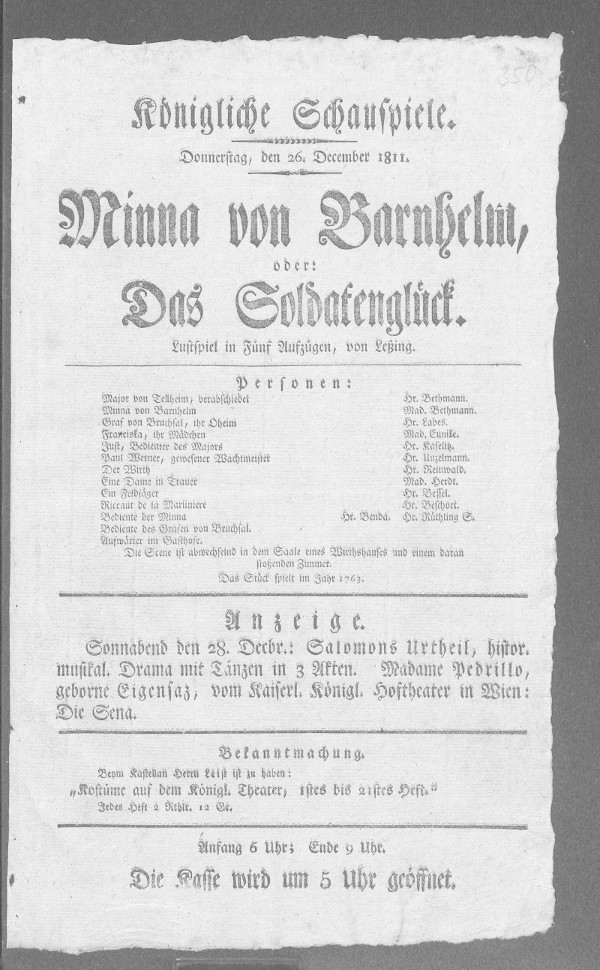 350
Königliche Schauspiele.
Donnerstag, den 26. December 1811.
Minna von Barnhelm,
oder:
Das Soldatenglück.
Lustspiel in Fünf Aufzügen, von Leßing.
Personen:
Major von Tellheim, verabschiedet Hr. Bethmann.
Minna von Barnhelm Mad. Bethmann.
Graf von Bruchsal, ihr Oheim Hr. Labes.
Franciska, ihr Mädchen Mad. Eunike.
Just, Bedienter des Majors Hr. Kaselitz.
Paul Werner, gewesener Wachtmeister Hr. Unzelmann.
Der Wirth Hr. Reinwald.
Eine Dame in Trauer Mad. Herdt.
Ein Feldjäger Hr. Bessel.
Riccaut de la Marliniere Hr. Beschort.
Bediente der Minna Hr. Benda. Hr. Rüthling S.
Bediente des Grafen von Bruchsal.
Aufwärter im Gasthofe.
Die Scene ist abwechselnd in dem Saale eines Wirthshauses und einem daran
stoßenden Zimmer.
Das Stück spielt im Jahr 1763.
Anzeige.
Sonnabend den 28. Decbr.: Salomons Urtheil, histor.
musikal. Drama mit Tänzen in 3 Akten. Madame Pedrillo,
geborne Eigensaz, vom Kaiserl. Königl. Hoftheater in Wien:
Die Sena.
Bekanntmachung.
Beym Kastellan Herrn Leist ist zu haben:
„Kostüme auf dem Königl. Theater, 1stes bis 21stes Heft.“
Jedes Heft 2 Rthlr. 12 Gr.
Anfang 6 Uhr; Ende 9 Uhr.
Die Kasse wird um 5 Uhr geöffnet.